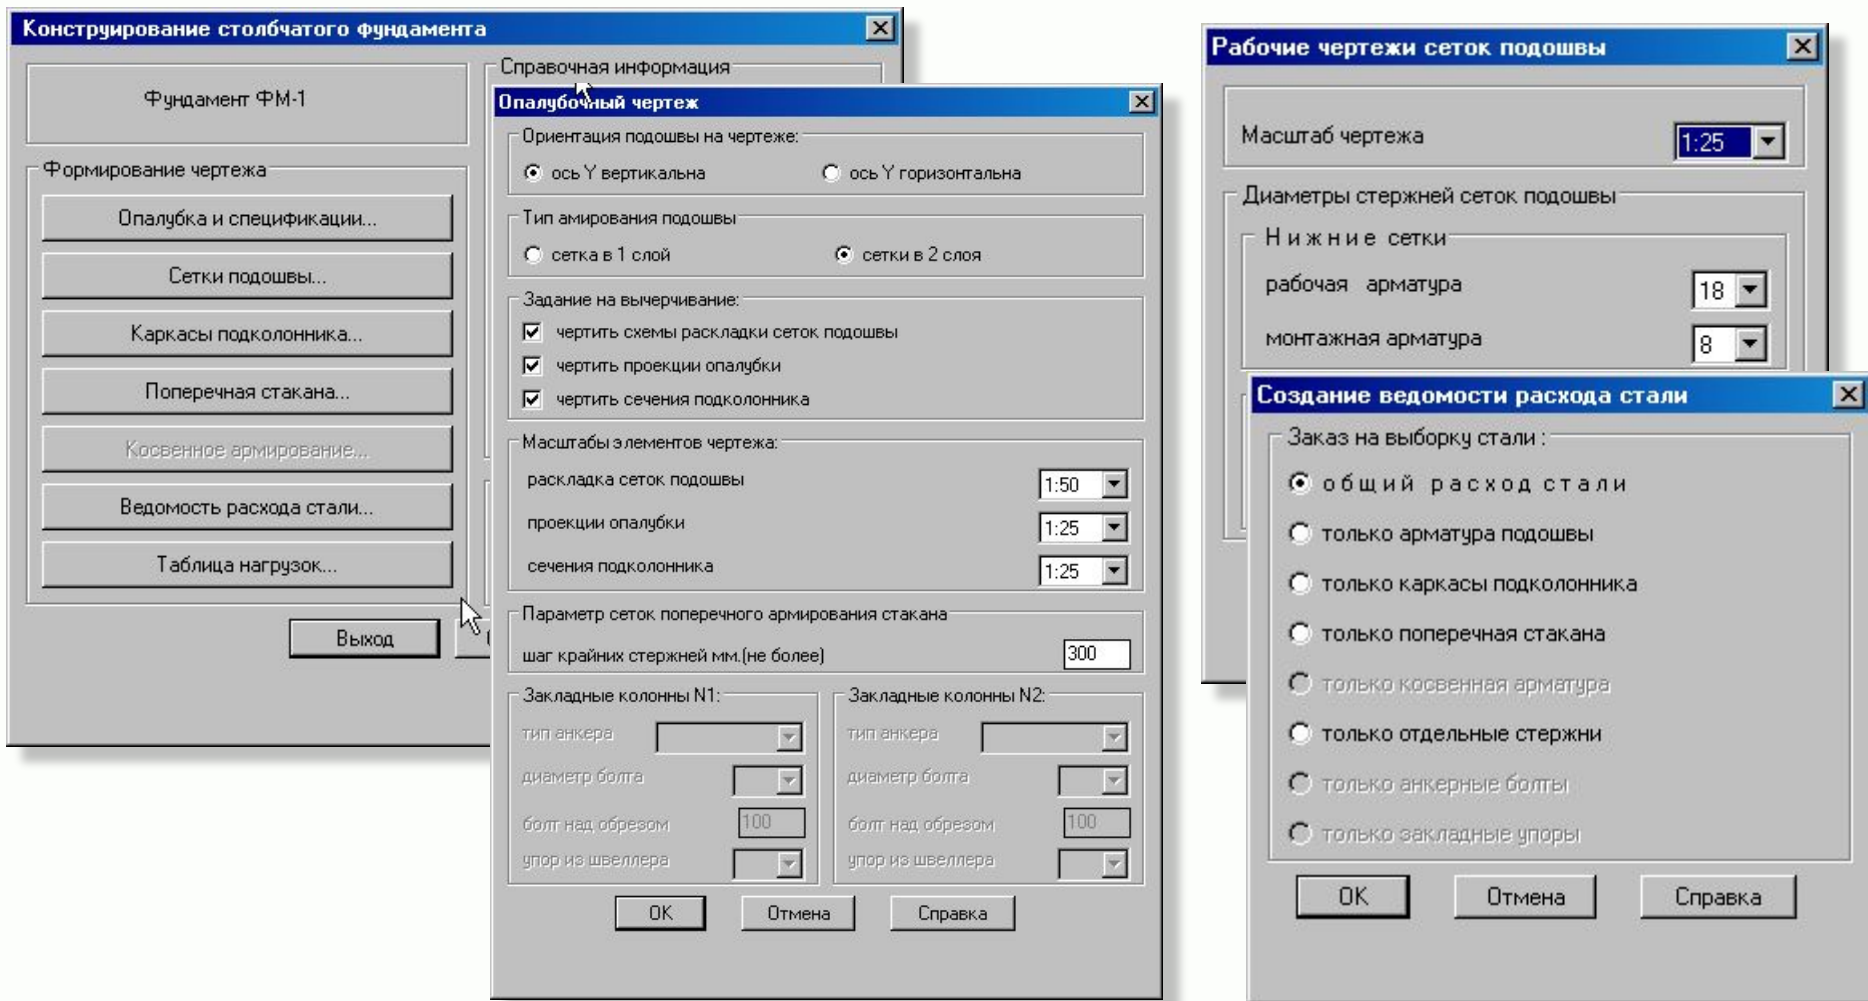 Конструирование столбчатого фундамента
Фундамент ФМ-1
Справочная информация
Формирование чертежа
Опалубка и спецификации...
Сетки подошвы...
Каркасы подколонника...
Поперечная стакана...
Косвенное армирование...
Ведомость расхода стали...
Таблица нагрузок...
Выход
Опалубочный чертеж
Ориентация подошвы на чертеже:
ось Y вертикальна
ось Y горизонтальна
Тип амирования подошвы
сетка в 1 слой
сетки в 2 слоя
Задание на вычерчивание:
чертить схемы раскладки сеток подошвы
чертить проекции опалубки
чертить сечения подколонника
Масштабы элементов чертежа:
раскладка сеток подошвы 1:50
проекции опалубки 1:25
сечения подколонника 1:25
Параметр сеток поперечного армирования стакана
шаг крайних стержней мм.(не более) 300
Закладные колонны N1:
тип анкера
диаметр болта
болт над обрезом 100
упор из швеллера
Закладные колонны N2:
тип анкера
диаметр болта
болт над обрезом 100
упор из швеллера
OK Отмена Справка
Рабочие чертежи сеток подошвы
Масштаб чертежа 1:25
Диаметры стержней сеток подошвы
Н и ж н и е сетки
рабочая арматура 18
монтажная арматура 8
Создание ведомости расхода стали
Заказ на выборку стали :
о б щ и й р а с х о д с т а л и
только арматура подошвы
только каркасы подколонника
только поперечная стакана
только косвенная арматура
только отдельные стержни
только анкерные болты
только закладные упоры
OK Отмена Справка